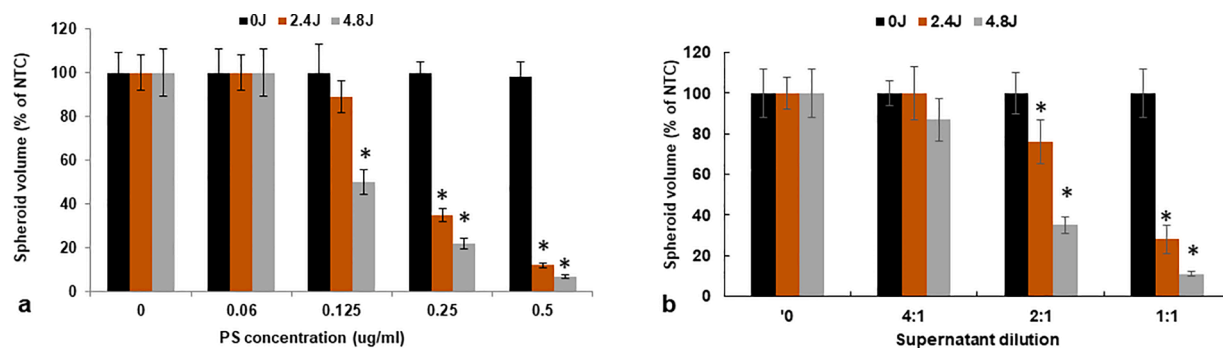 0J 2.4J 4.8J
120
100
80
60
40
20
0
Spheroid volume (% of NTC)
* * * * *
0 0.06 0.125 0.25 0.5
PS concentration (ug/ml)
a
0J 2.4J 4.8J
120
100
80
60
40
20
0
Spheroid volume (% of NTC)
* * * *
'0 4:1 2:1 1:1
Supernatant dilution
b